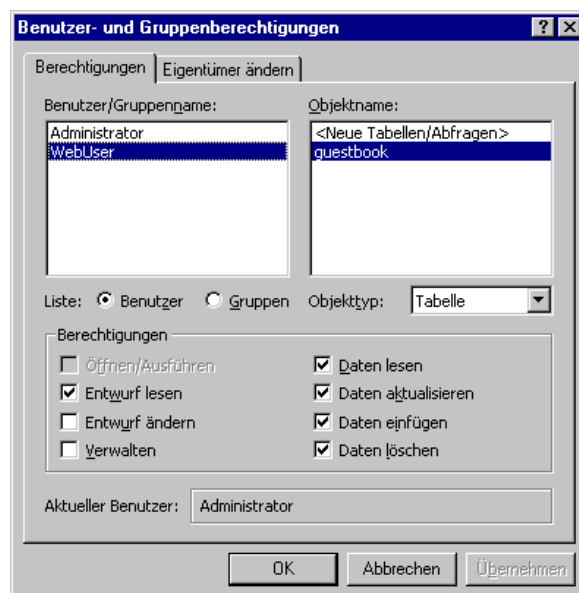 Benutzer- und Gruppenberechtigungen
Berechtigungen Eigentümer ändern
Benutzer/Gruppenname: Objektname:
Administrator <Neue Tabellen/Abfragen>
WebUser guestbook
Liste: Benutzer Gruppen Objekttyp: Tabelle
Berechtigungen
Öffnen/Ausführen Daten lesen
Entwurf lesen Daten aktualisieren
Entwurf ändern Daten einfügen
Verwalten Daten löschen
Aktueller Benutzer: Administrator
OK Abbrechen Übernehmen